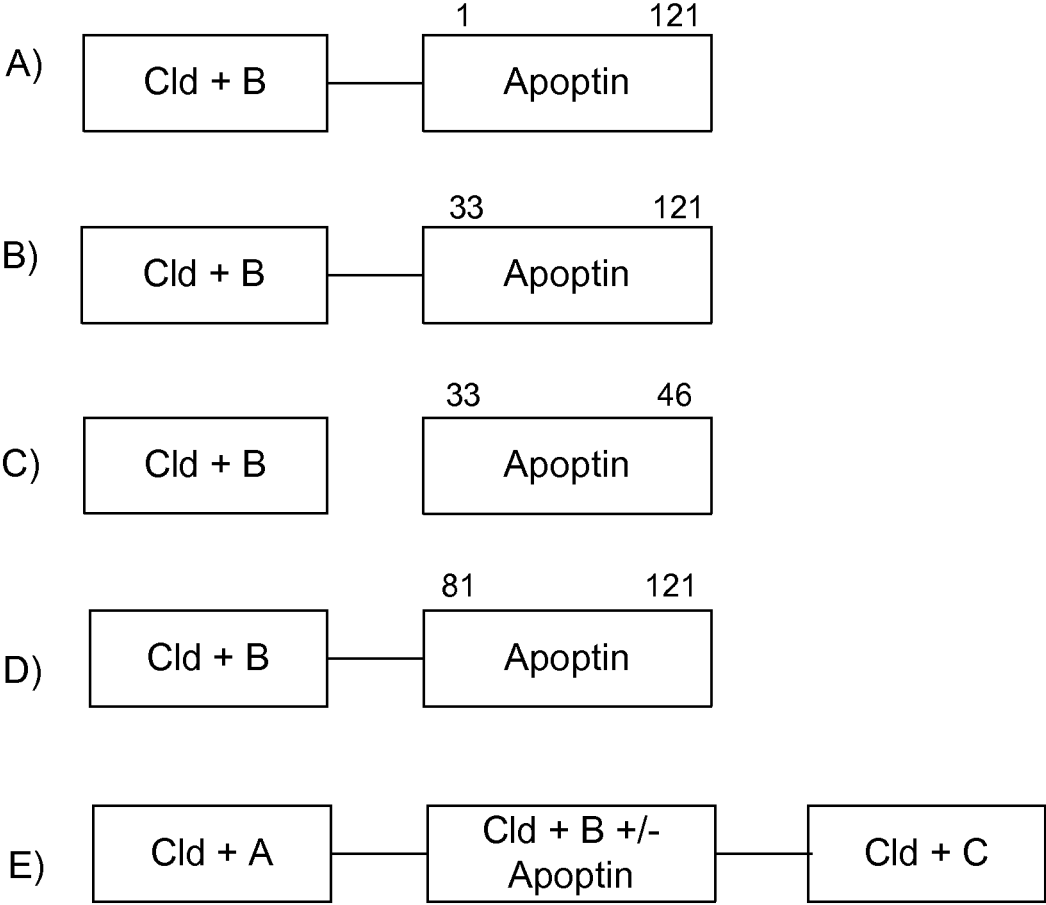 1 121
A) Cld + B Apoptin
33 121
B) Cld + B Apoptin
33 46
C) Cld + B Apoptin
81 121
D) Cld + B Apoptin
E) Cld + A Cld + B +/- Cld + C
Apoptin